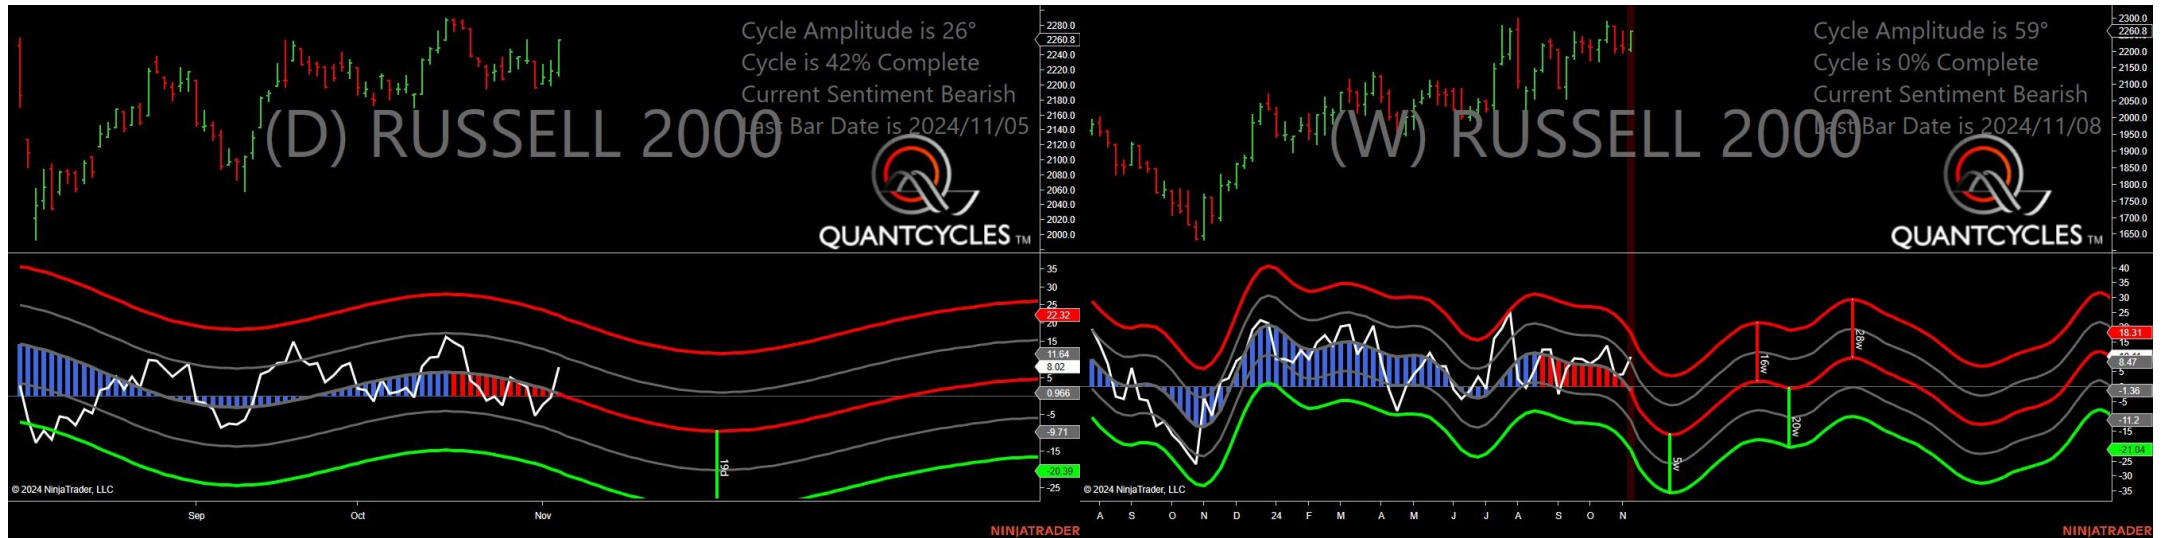 Cycle Amplitude is 26°
Cycle is 42% Complete
Current Sentiment Bearish
Last Bar Date is 2024/11/05
(D) RUSSELL 2000
QUANTCYCLES TM
2280.0
2260.8
2240.0
2220.0
2200.0
2180.0
2160.0
2140.0
2120.0
2100.0
2080.0
2060.0
2040.0
2020.0
2000.0
35
30
25
22.32
20
15
11.64
8.02
5
0.966
-5
-9.71
-15
-20.39
-25
19d
© 2024 NinjaTrader, LLC
Sep Oct Nov
NINJATRADER
Cycle Amplitude is 59°
Cycle is 0% Complete
Current Sentiment Bearish
Last Bar Date is 2024/11/08
(W) RUSSELL 2000
QUANTCYCLES TM
2300.0
2260.8
2200.0
2150.0
2100.0
2050.0
2000.0
1950.0
1900.0
1850.0
1800.0
1750.0
1700.0
1650.0
40
35
30
25
18.31
15
8.47
5
-1.36
-5
-11.2
-15
-21.04
-25
-30
-35
5w
16w
20w
28w
© 2024 NinjaTrader, LLC
A S O N D 24 F M A M J J A S O N
NINJATRADER